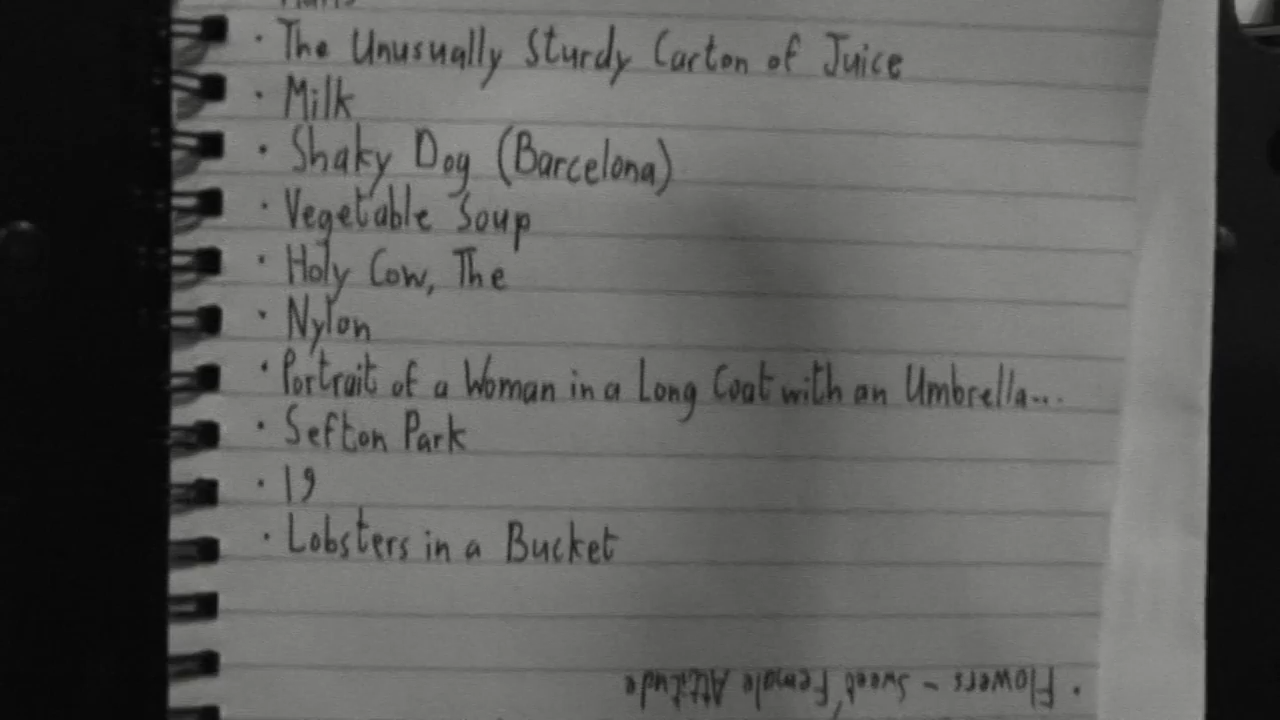 · The Unusually Sturdy Carton of Juice
· Milk
· Shaky Dog (Barcelona)
· Vegetable Soup
· Holy Cow, The
· Nylon
· Portrait of a Woman in a Long Coat with an Umbrella...
· Sefton Park
· 19
· Lobsters in a Bucket
· Flowers - Sweet Female Attitude